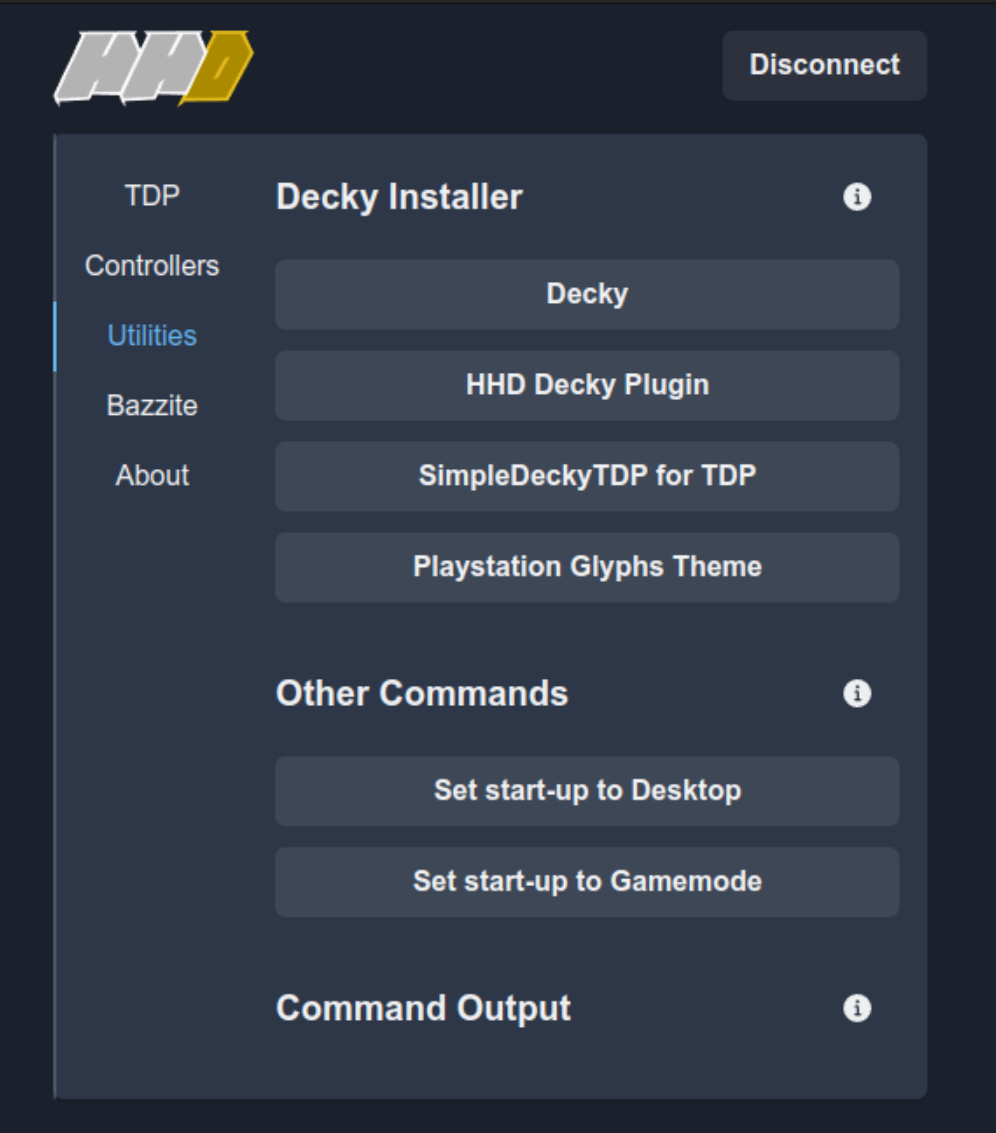 HHD
Disconnect
TDP
Controllers
Utilities
Bazzite
About
Decky Installer
Decky
HHD Decky Plugin
SimpleDeckyTDP for TDP
Playstation Glyphs Theme
Other Commands
Set start-up to Desktop
Set start-up to Gamemode
Command Output